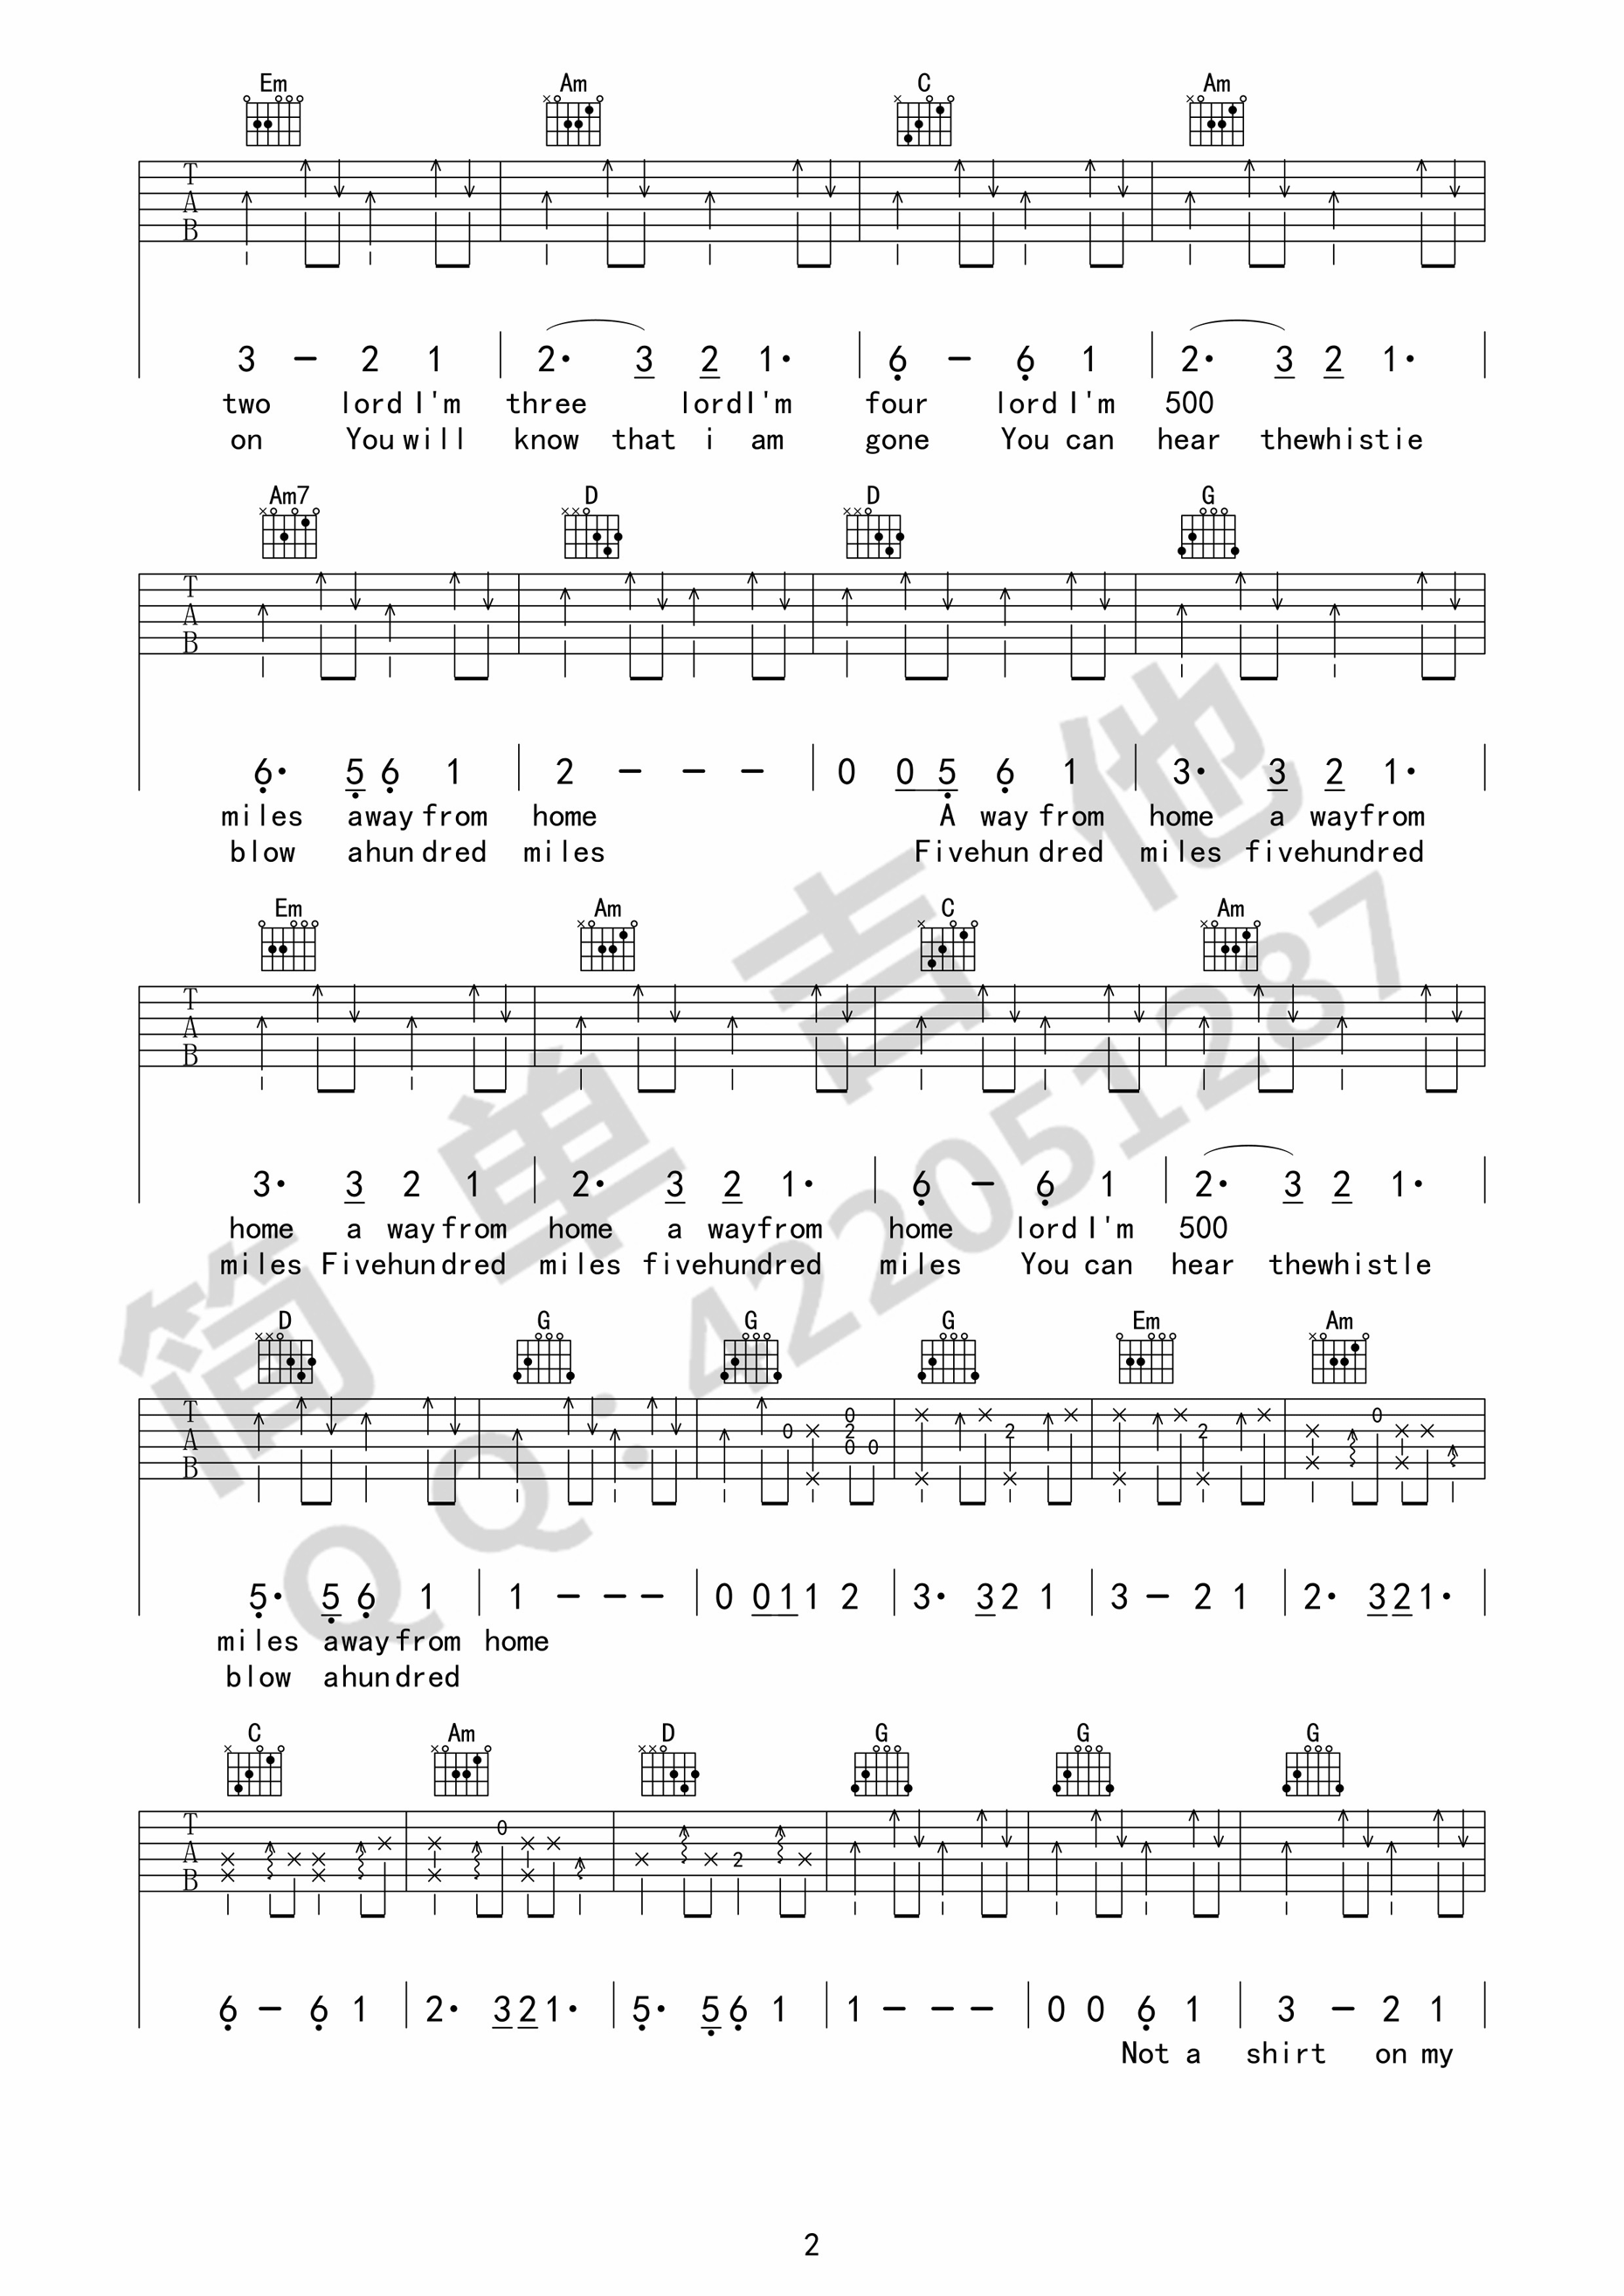 Em Am C Am
T
A
B
3 – 2 1 | 2· 3 2 1· | 6 – 6 1 | 2· 3 2 1·
two lord I'm three lordI'm four lord I'm 500
on You will know that i am gone You can hear thewhistie
Am7 D D G
T
A
B
6· 5 6 1 | 2 – – – | 0 0 5 6 1 | 3· 3 2 1·
miles away from home A way from home a wayfrom
blow ahun dred miles Fivehun dred miles fivehundred
Em Am C Am
T
A
B
3· 3 2 1 | 2· 3 2 1· | 6 – 6 1 | 2· 3 2 1·
home a way from home a wayfrom home lord I'm 500
miles Fivehun dred miles fivehundred miles You can hear thewhistle
D G G G Em Am
T
A
B
0 0 2 0 0 2 2 0
5· 5 6 1 | 1 – – – | 0 0 1 1 2 | 3· 3 2 1 | 3 – 2 1 | 2· 3 2 1·
miles away from home
blow ahun dred
C Am D G G G
T
A
B
0 2
6 – 6 1 | 2· 3 2 1· | 5· 5 6 1 | 1 – – – | 0 0 6 1 | 3 – 2 1
Not a shirt on my
简单吉他
QQ:422051287
2